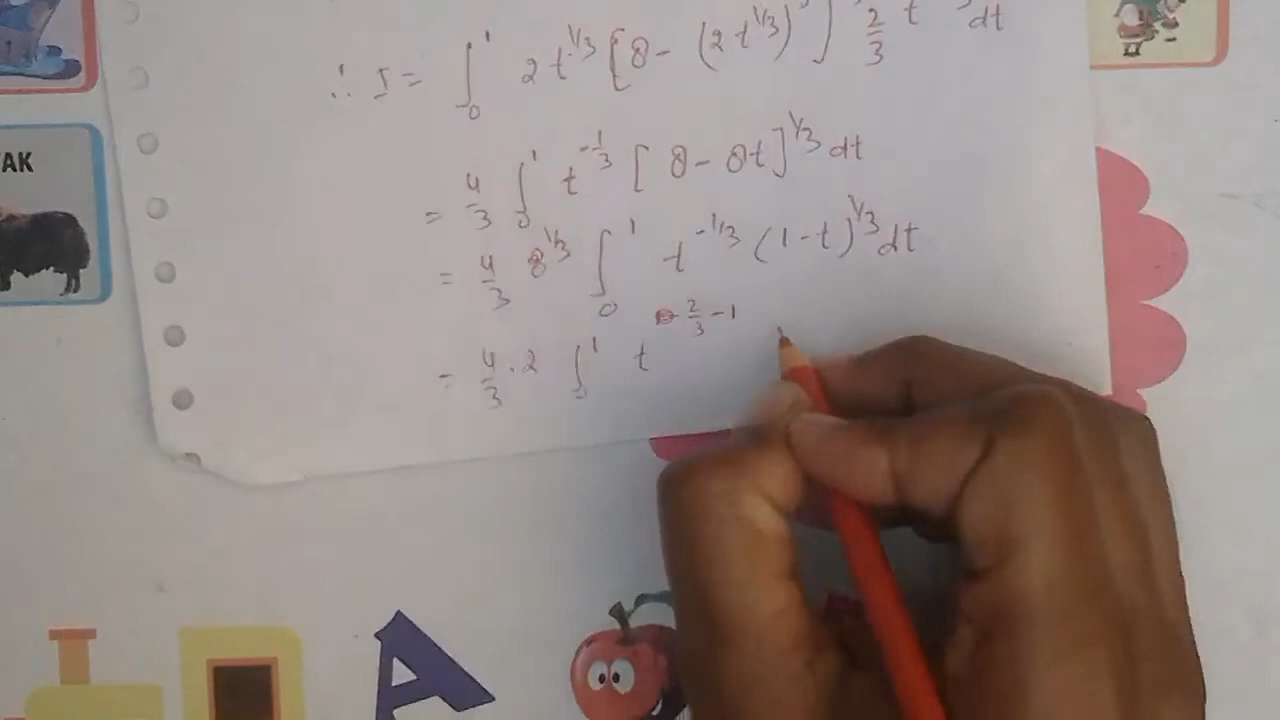 ∴ I = ∫₀¹ 2t^{1/3} [8 - (2t^{1/3})^3] 2/3 t dt
= 4/3 ∫₀¹ t^{-1/3} [8 - 8t]^{1/3} dt
= 4/3 8^{1/3} ∫₀¹ t^{-1/3} (1-t)^{1/3} dt
= 4/3 · 2 ∫₀¹ t^{2/3 - 1}
TAK
A